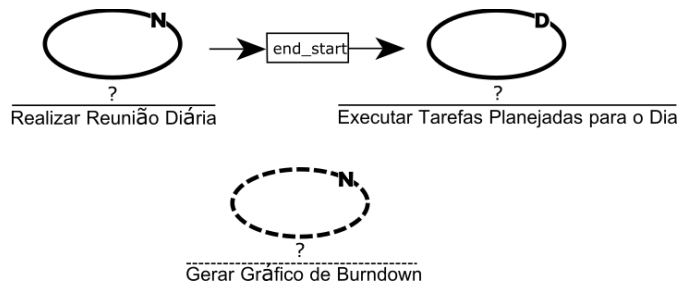 N
end_start
D
?
?
Realizar Reunião Diária
Executar Tarefas Planejadas para o Dia
N
?
Gerar Gráfico de Burndown